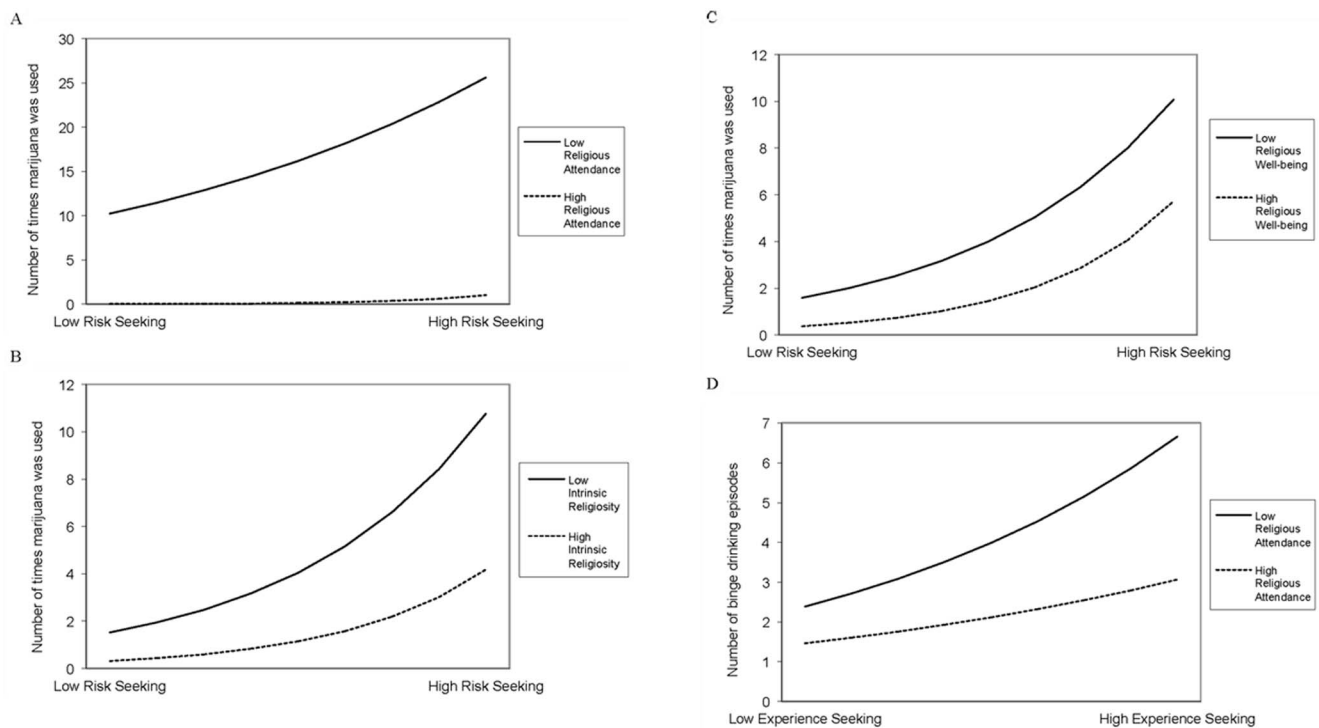 A
30
25
20
15
10
5
0
Number of times marijuana was used
Low Risk Seeking
High Risk Seeking
Low
Religious
Attendance
High
Religious
Attendance
B
12
10
8
6
4
2
0
Number of times marijuana was used
Low Risk Seeking
High Risk Seeking
Low
Intrinsic
Religiosity
High
Intrinsic
Religiosity
C
12
10
8
6
4
2
0
Number of times marijuana was used
Low Risk Seeking
High Risk Seeking
Low
Religious
Well-being
High
Religious
Well-being
D
7
6
5
4
3
2
1
0
Number of binge drinking episodes
Low Experience Seeking
High Experience Seeking
Low
Religious
Attendance
High
Religious
Attendance